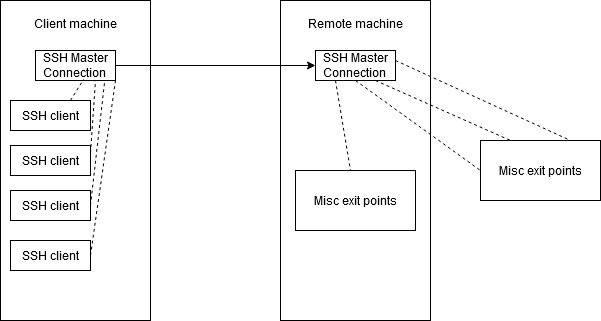 Client machine
Remote machine
SSH Master
Connection
SSH Master
Connection
SSH client
SSH client
SSH client
SSH client
Misc exit points
Misc exit points